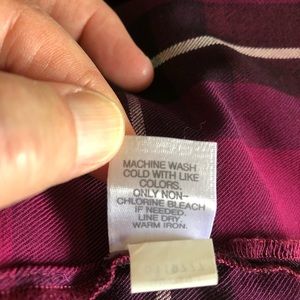 MACHINE WASH
COLD WITH LIKE
COLORS.
ONLY NON-
CHLORINE BLEACH
IF NEEDED.
LINE DRY.
WARM IRON.